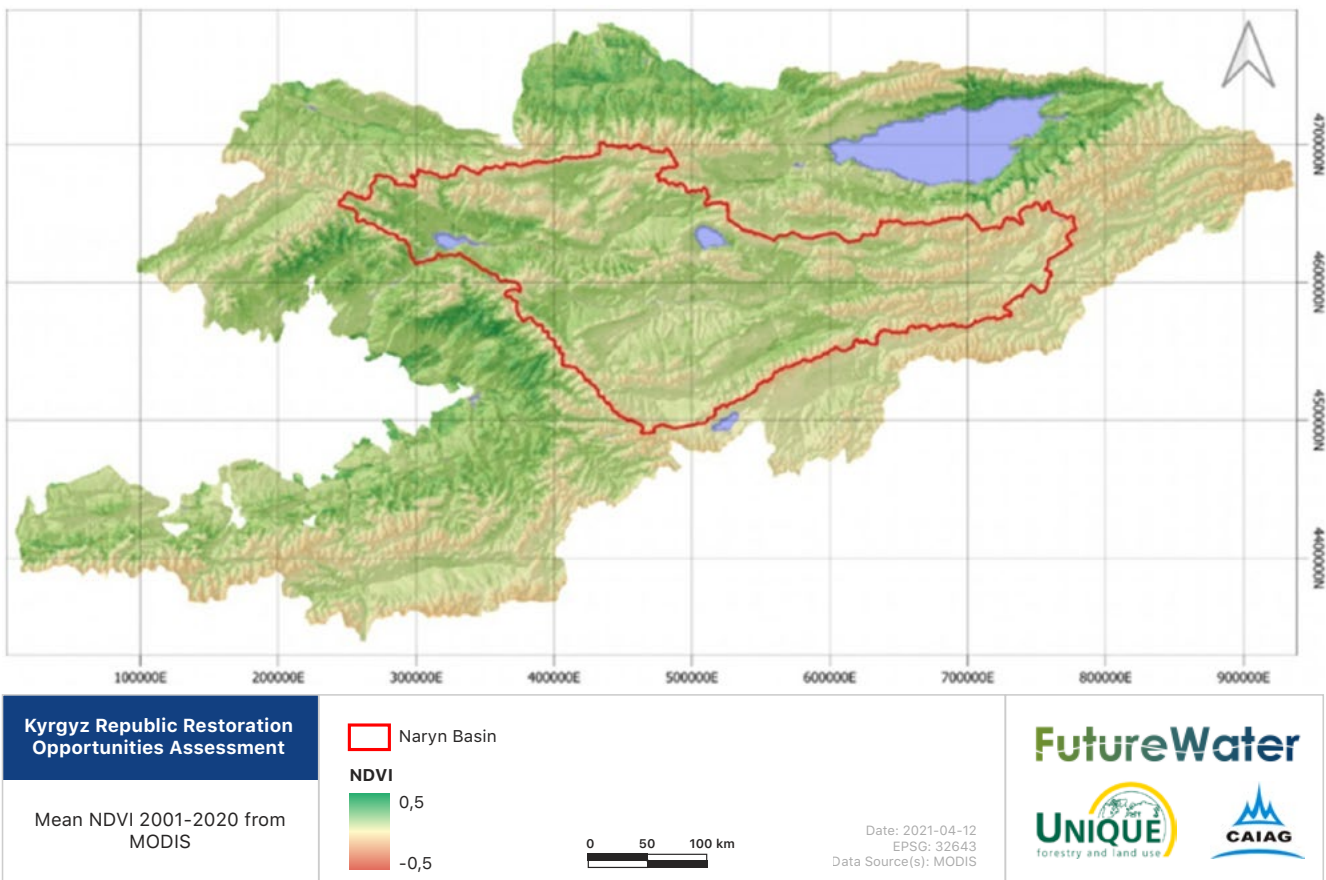 4700000N
4600000N
4500000N
4400000N
100000E 200000E 300000E 400000E 500000E 600000E 700000E 800000E 900000E
Kyrgyz Republic Restoration
Opportunities Assessment
Mean NDVI 2001-2020 from
MODIS
Naryn Basin
NDVI
0,5
-0,5
0 50 100 km
Date: 2021-04-12
EPSG: 32643
Data Source(s): MODIS
FutureWater
UNIQUE
forestry and land use
CAIAG